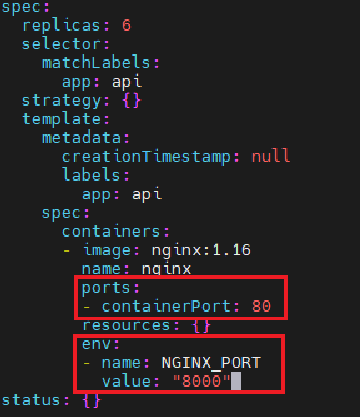 spec:
  replicas: 6
  selector:
    matchLabels:
      app: api
  strategy: {}
  template:
    metadata:
      creationTimestamp: null
      labels:
        app: api
    spec:
      containers:
      - image: nginx:1.16
        name: nginx
        ports:
        - containerPort: 80
        resources: {}
        env:
        - name: NGINX_PORT
          value: "8000"
status: {}